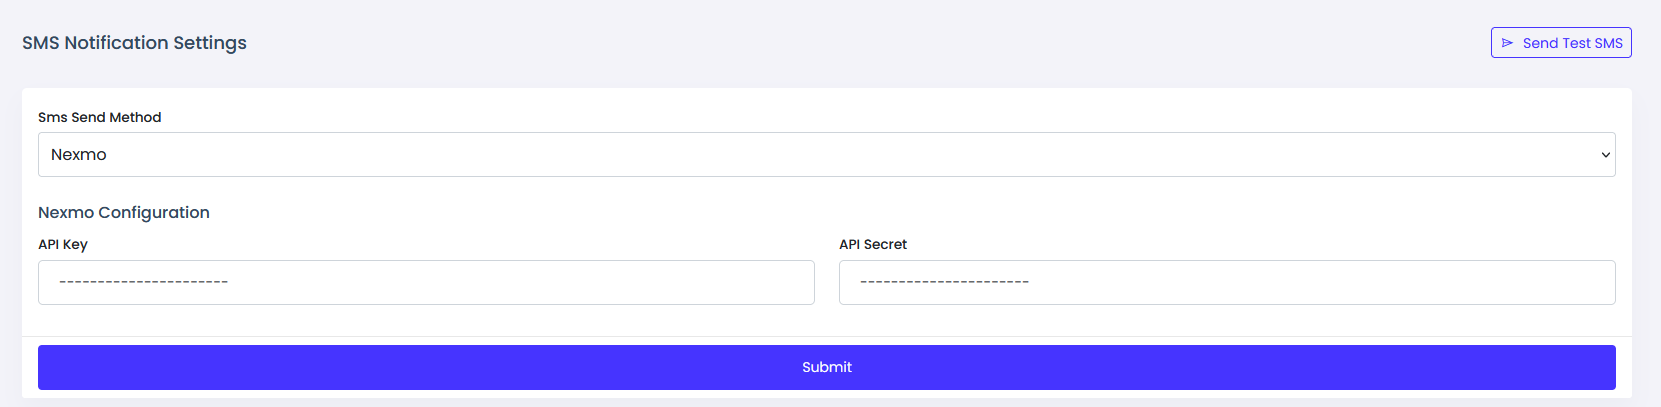 SMS Notification Settings
Send Test SMS
Sms Send Method
Nexmo
Nexmo Configuration
API Key
API Secret
----------------------
----------------------
Submit